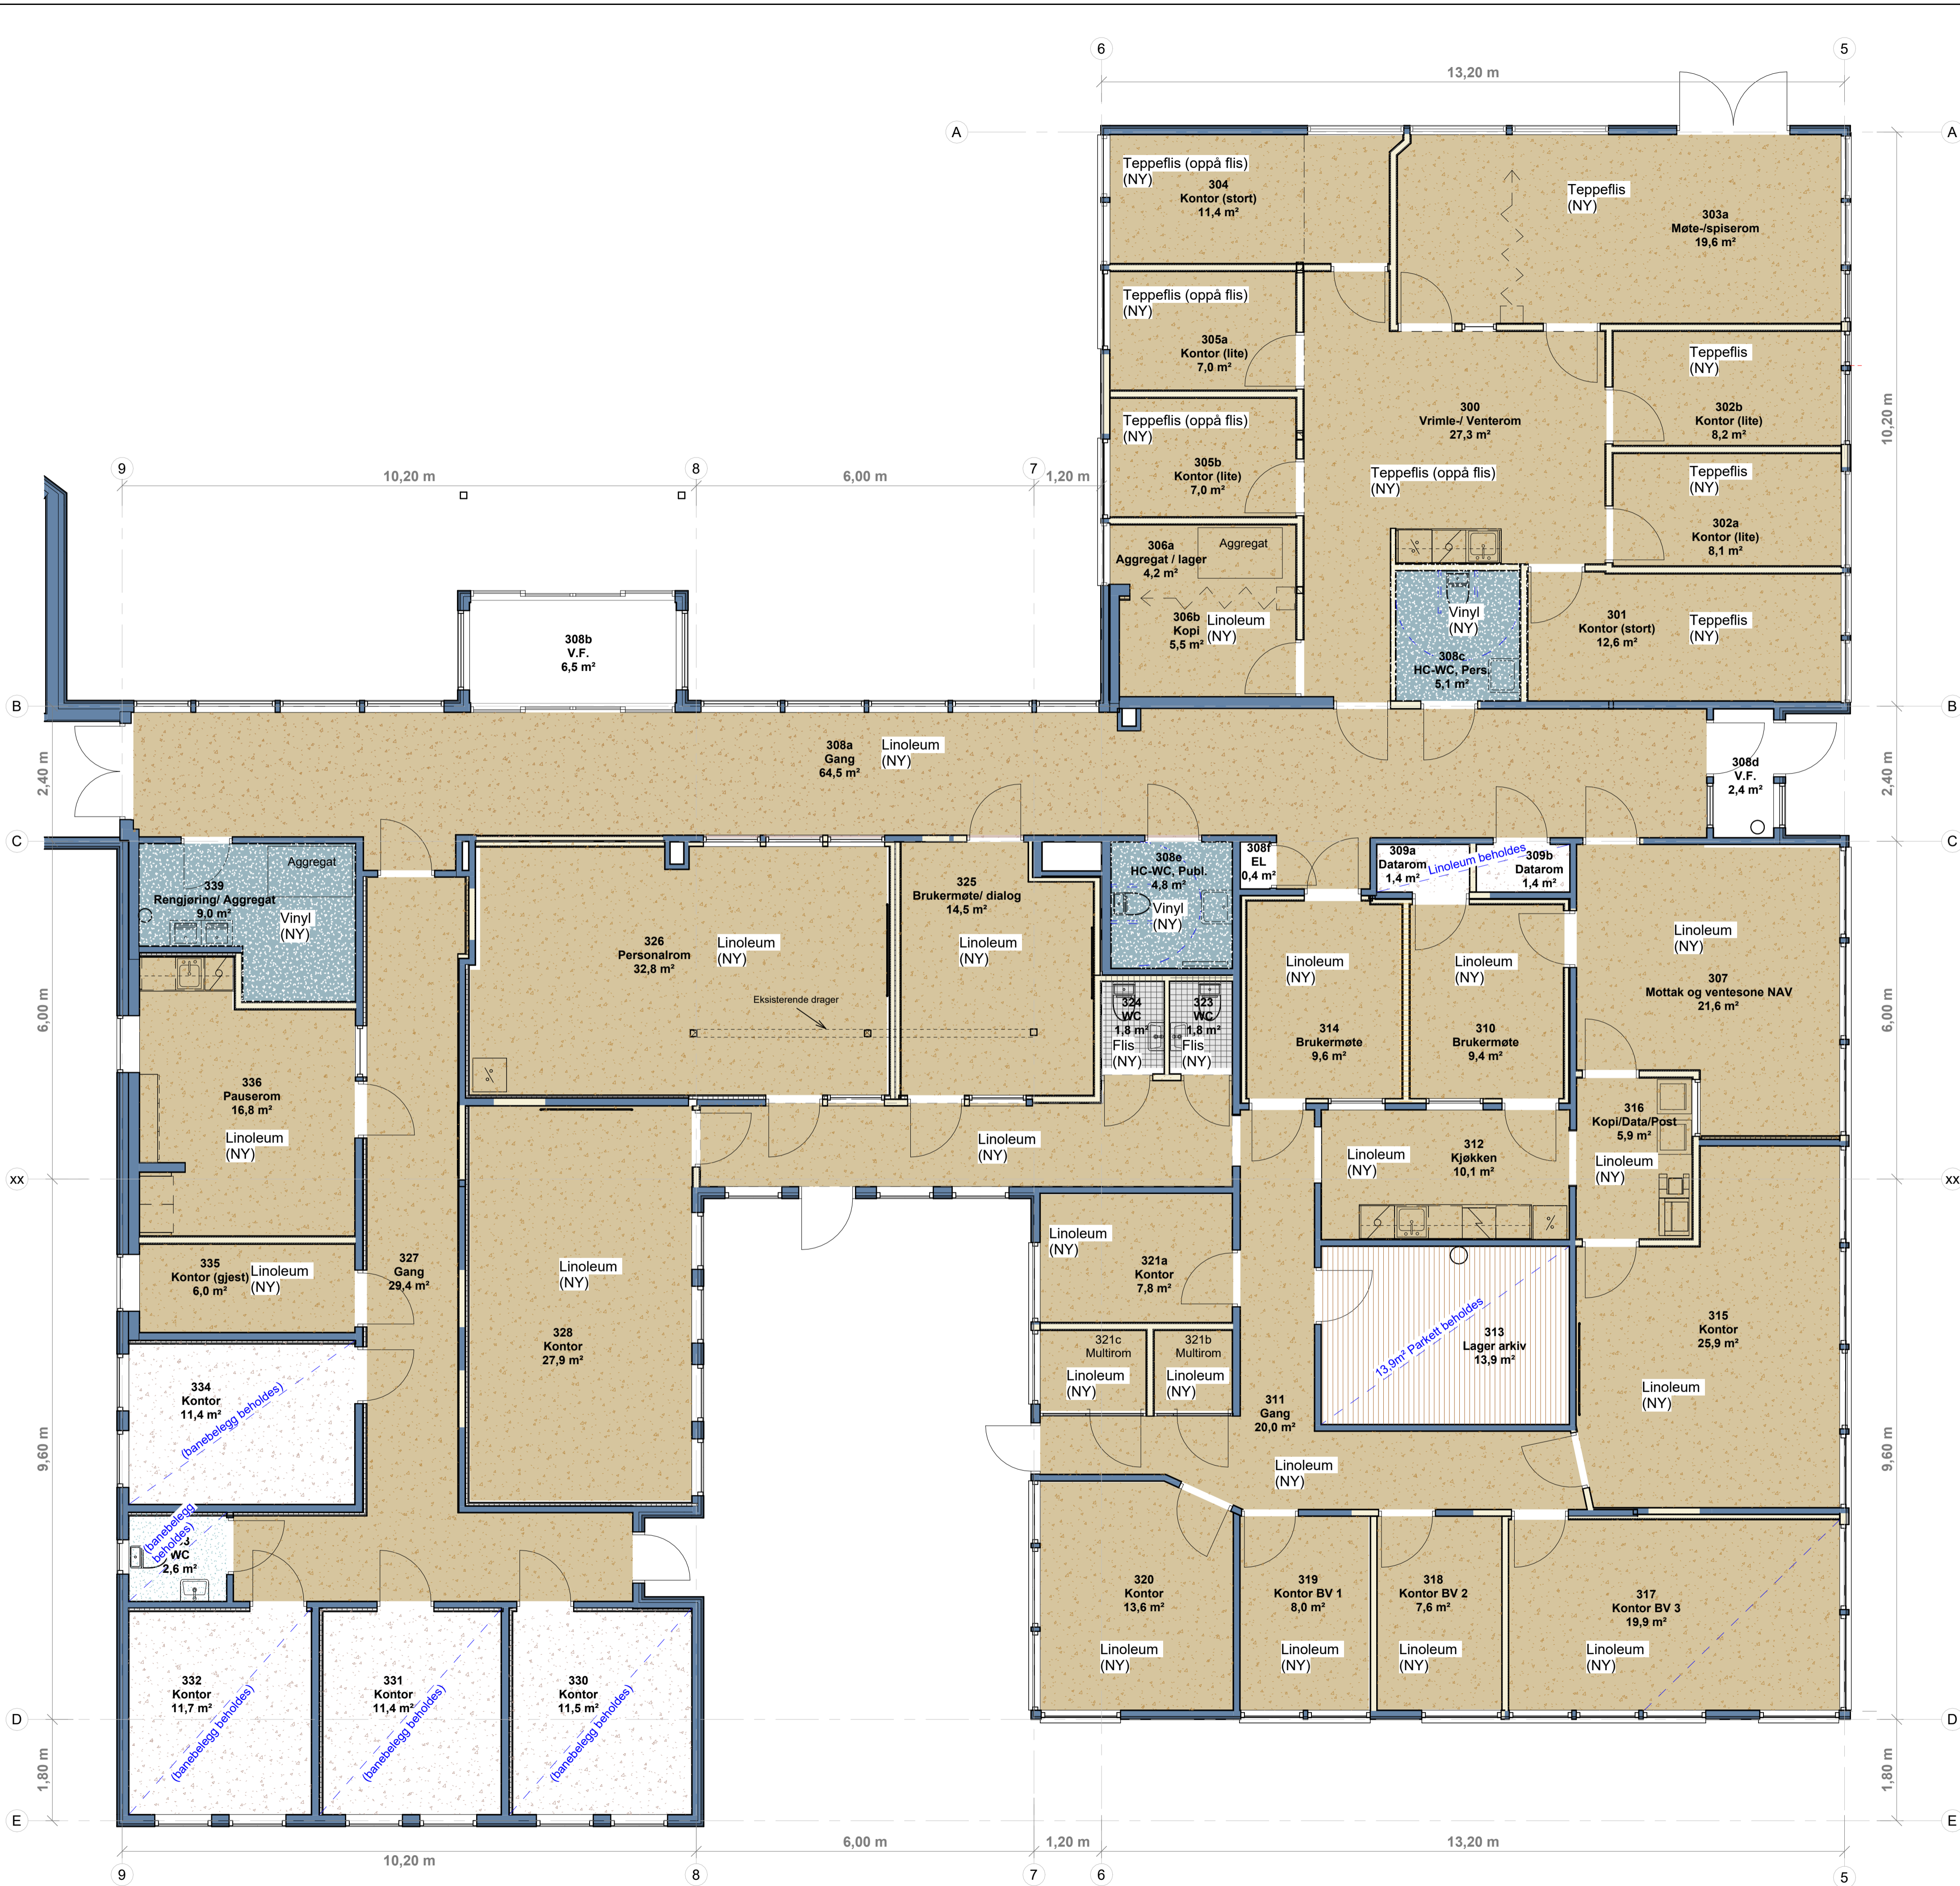 6
5
13,20 m
A
A
Teppeflis (oppå flis)
(NY)
304
Kontor (stort)
11,4 m²
Teppeflis
(NY)
303a
Møte-/spiserom
19,6 m²
Teppeflis (oppå flis)
(NY)
305a
Kontor (lite)
7,0 m²
Teppeflis
(NY)
302b
Kontor (lite)
8,2 m²
10,20 m
300
Vrimle-/ Venterom
27,3 m²
Teppeflis (oppå flis)
(NY)
Teppeflis (oppå flis)
(NY)
305b
Kontor (lite)
7,0 m²
Teppeflis
(NY)
302a
Kontor (lite)
8,1 m²
9
10,20 m
8
6,00 m
7
1,20 m
306a
Aggregat / lager
4,2 m²
Aggregat
306b
Kopi
5,5 m²
Linoleum
(NY)
Vinyl
(NY)
308c
HC-WC, Pers.
5,1 m²
301
Kontor (stort)
12,6 m²
Teppeflis
(NY)
308b
V.F.
6,5 m²
B
B
2,40 m
308a
Gang
64,5 m²
Linoleum
(NY)
308d
V.F.
2,4 m²
2,40 m
C
C
339
Rengjøring/ Aggregat
9,0 m²
Aggregat
Vinyl
(NY)
326
Personalrom
32,8 m²
Linoleum
(NY)
Eksisterende drager
325
Brukermøte/ dialog
14,5 m²
Linoleum
(NY)
308e
HC-WC, Publ.
4,8 m²
Vinyl
(NY)
308f
EL
0,4 m²
309a
Datarom
1,4 m²
Linoleum beholdes
309b
Datarom
1,4 m²
Linoleum
(NY)
314
Brukermøte
9,6 m²
Linoleum
(NY)
310
Brukermøte
9,4 m²
Linoleum
(NY)
307
Mottak og ventesone NAV
21,6 m²
6,00 m
6,00 m
324
WC
1,8 m²
Flis
(NY)
323
WC
1,8 m²
Flis
(NY)
336
Pauserom
16,8 m²
Linoleum
(NY)
Linoleum
(NY)
Linoleum
(NY)
312
Kjøkken
10,1 m²
316
Kopi/Data/Post
5,9 m²
Linoleum
(NY)
xx
xx
335
Kontor (gjest)
6,0 m²
Linoleum
(NY)
327
Gang
29,4 m²
Linoleum
(NY)
328
Kontor
27,9 m²
Linoleum
(NY)
321a
Kontor
7,8 m²
321c
Multirom
Linoleum
(NY)
321b
Multirom
Linoleum
(NY)
311
Gang
20,0 m²
Linoleum
(NY)
13,9m² Parkett beholdes
313
Lager arkiv
13,9 m²
315
Kontor
25,9 m²
Linoleum
(NY)
334
Kontor
11,4 m²
(banebelegg beholdes)
9,60 m
9,60 m
(banebelegg
beholdes)
WC
2,6 m²
320
Kontor
13,6 m²
Linoleum
(NY)
319
Kontor BV 1
8,0 m²
Linoleum
(NY)
318
Kontor BV 2
7,6 m²
Linoleum
(NY)
317
Kontor BV 3
19,9 m²
Linoleum
(NY)
332
Kontor
11,7 m²
(banebelegg beholdes)
331
Kontor
11,4 m²
(banebelegg beholdes)
330
Kontor
11,5 m²
(banebelegg beholdes)
D
D
1,80 m
1,80 m
E
E
10,20 m
6,00 m
1,20 m
13,20 m
9
8
7
6
5